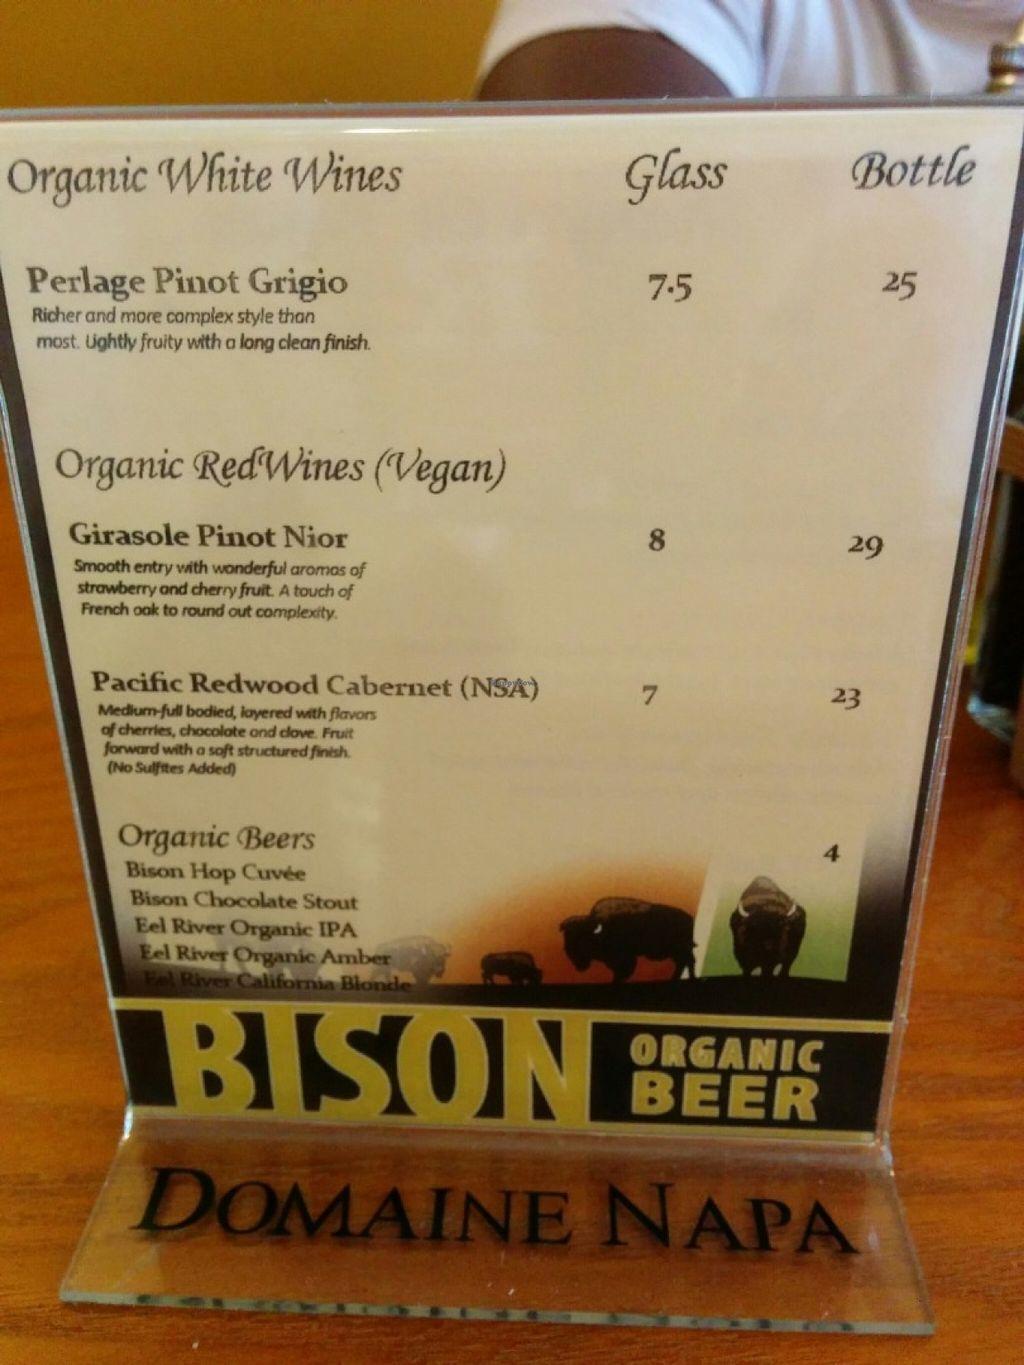 Organic White Wines Glass Bottle
Perlage Pinot Grigio 7.5 25
Richer and more complex style than
most. Lightly fruity with a long clean finish.
Organic Red Wines (Vegan)
Girasole Pinot Nior 8 29
Smooth entry with wonderful aromas of
strawberry and cherry fruit. A touch of
French oak to round out complexity.
Pacific Redwood Cabernet (NSA) 7 23
Medium-full bodied, layered with flavors
of cherries, chocolate and clove. Fruit
forward with a soft structured finish.
(No Sulfites Added)
Organic Beers 4
Bison Hop Cuvée
Bison Chocolate Stout
Eel River Organic IPA
Eel River Organic Amber
Eel River California Blonde
BISON ORGANIC
BEER
DOMAINE NAPA